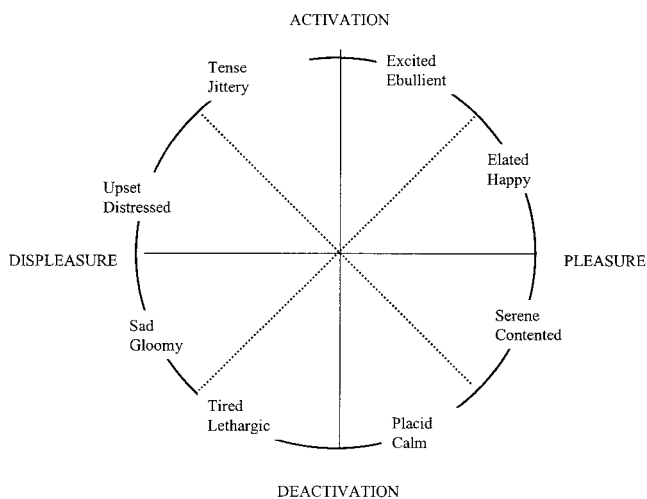 ACTIVATION
Tense
Jittery
Excited
Ebullient
Upset
Distressed
Elated
Happy
DISPLEASURE
PLEASURE
Sad
Gloomy
Serene
Contented
Tired
Lethargic
Placid
Calm
DEACTIVATION